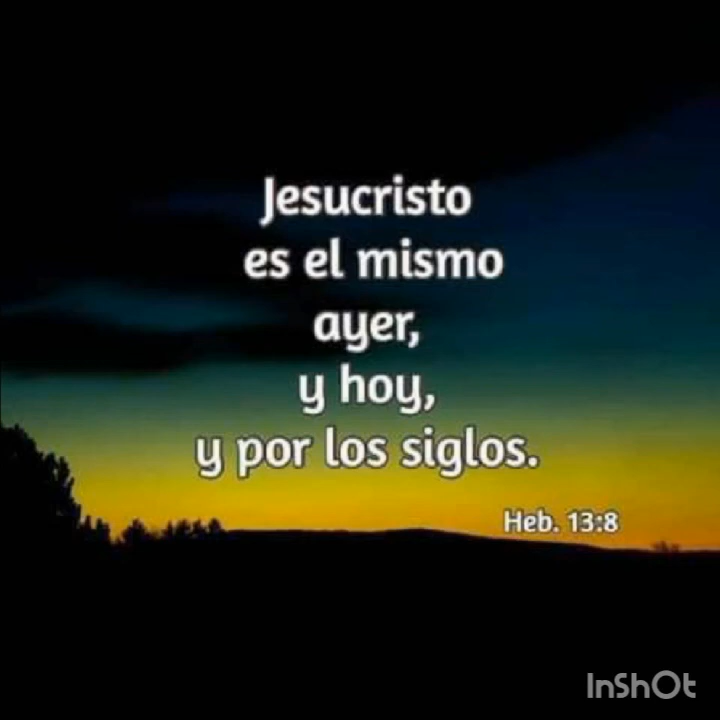 Jesucristo
es el mismo
ayer,
y hoy,
y por los siglos.
Heb. 13:8
InShOt